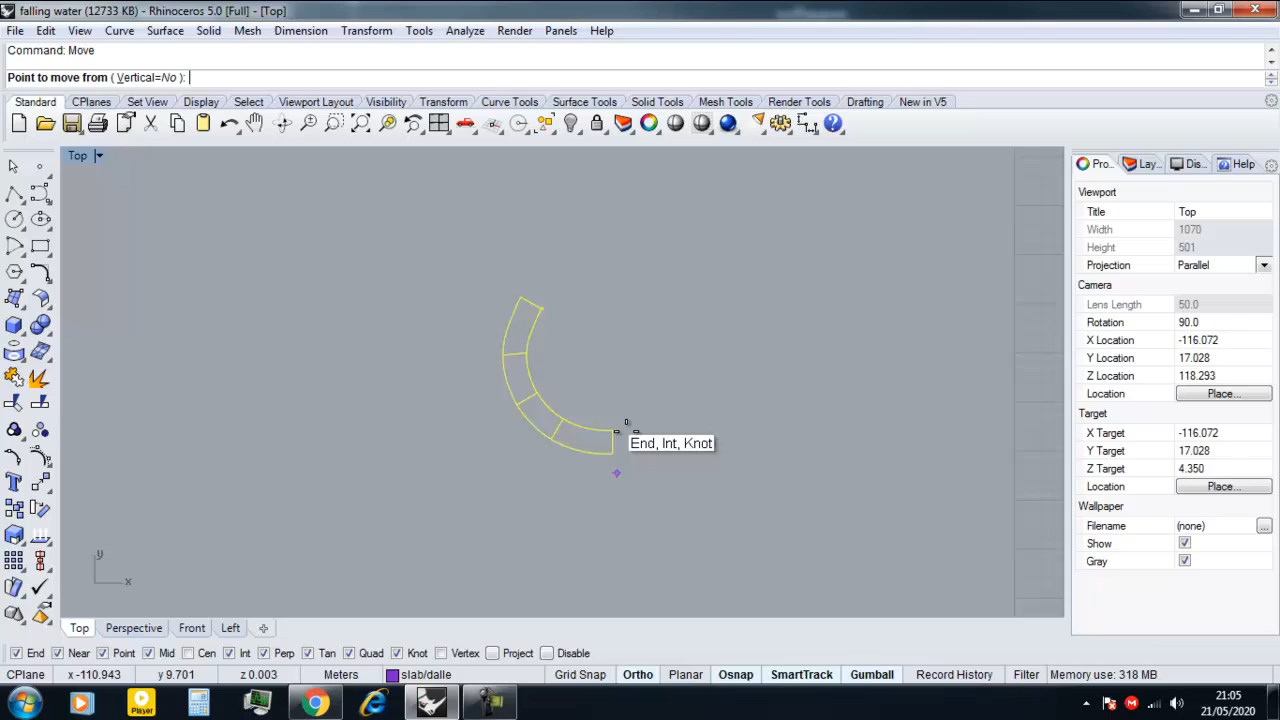 falling water (12733 KB) - Rhinoceros 5.0 [Full] - [Top]
File Edit View Curve Surface Solid Mesh Dimension Transform Tools Analyze Render Panels Help
Command: Move
Point to move from ( Vertical=No ):
Standard CPlanes Set View Display Select Viewport Layout Visibility Transform Curve Tools Surface Tools Solid Tools Mesh Tools Render Tools Drafting New in V5
Top
Pro... Lay... Dis... Help
Viewport
Title Top
Width 1070
Height 501
Projection Parallel
Camera
Lens Length 50.0
Rotation 90.0
X Location -116.072
Y Location 17.028
Z Location 118.293
Location Place...
Target
X Target -116.072
Y Target 17.028
Z Target 4.350
Location Place...
Wallpaper
Filename (none) ...
Show
Gray
End, Int, Knot
y
x
Top Perspective Front Left
End Near Point Mid Cen Int Perp Tan Quad Knot Vertex Project Disable
CPlane x -110.943 y 9.701 z 0.003 Meters slab/dalle Grid Snap Ortho Planar Osnap SmartTrack Gumball Record History Filter Memory use: 318 MB
Player
21:05
21/05/2020